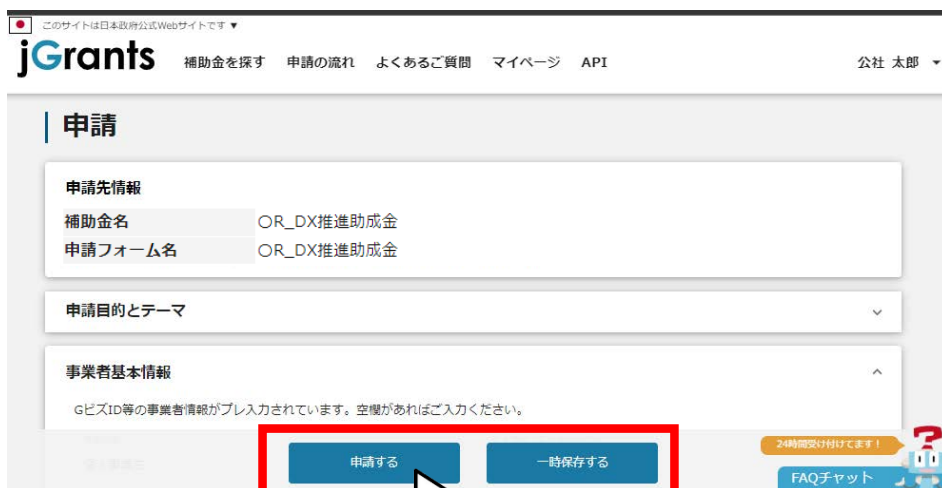 このサイトは日本政府公式Webサイトです ▼
jGrants 補助金を探す 申請の流れ よくあるご質問 マイページ API 公社 太郎 ▼
申請
申請先情報
補助金名 〇R_DX推進助成金
申請フォーム名 〇R_DX推進助成金
申請目的とテーマ
事業者基本情報
GビズID等の事業者情報がプレ入力されています。空欄があればご入力ください。
申請する 一時保存する
24時間受け付けてます！
FAQチャット